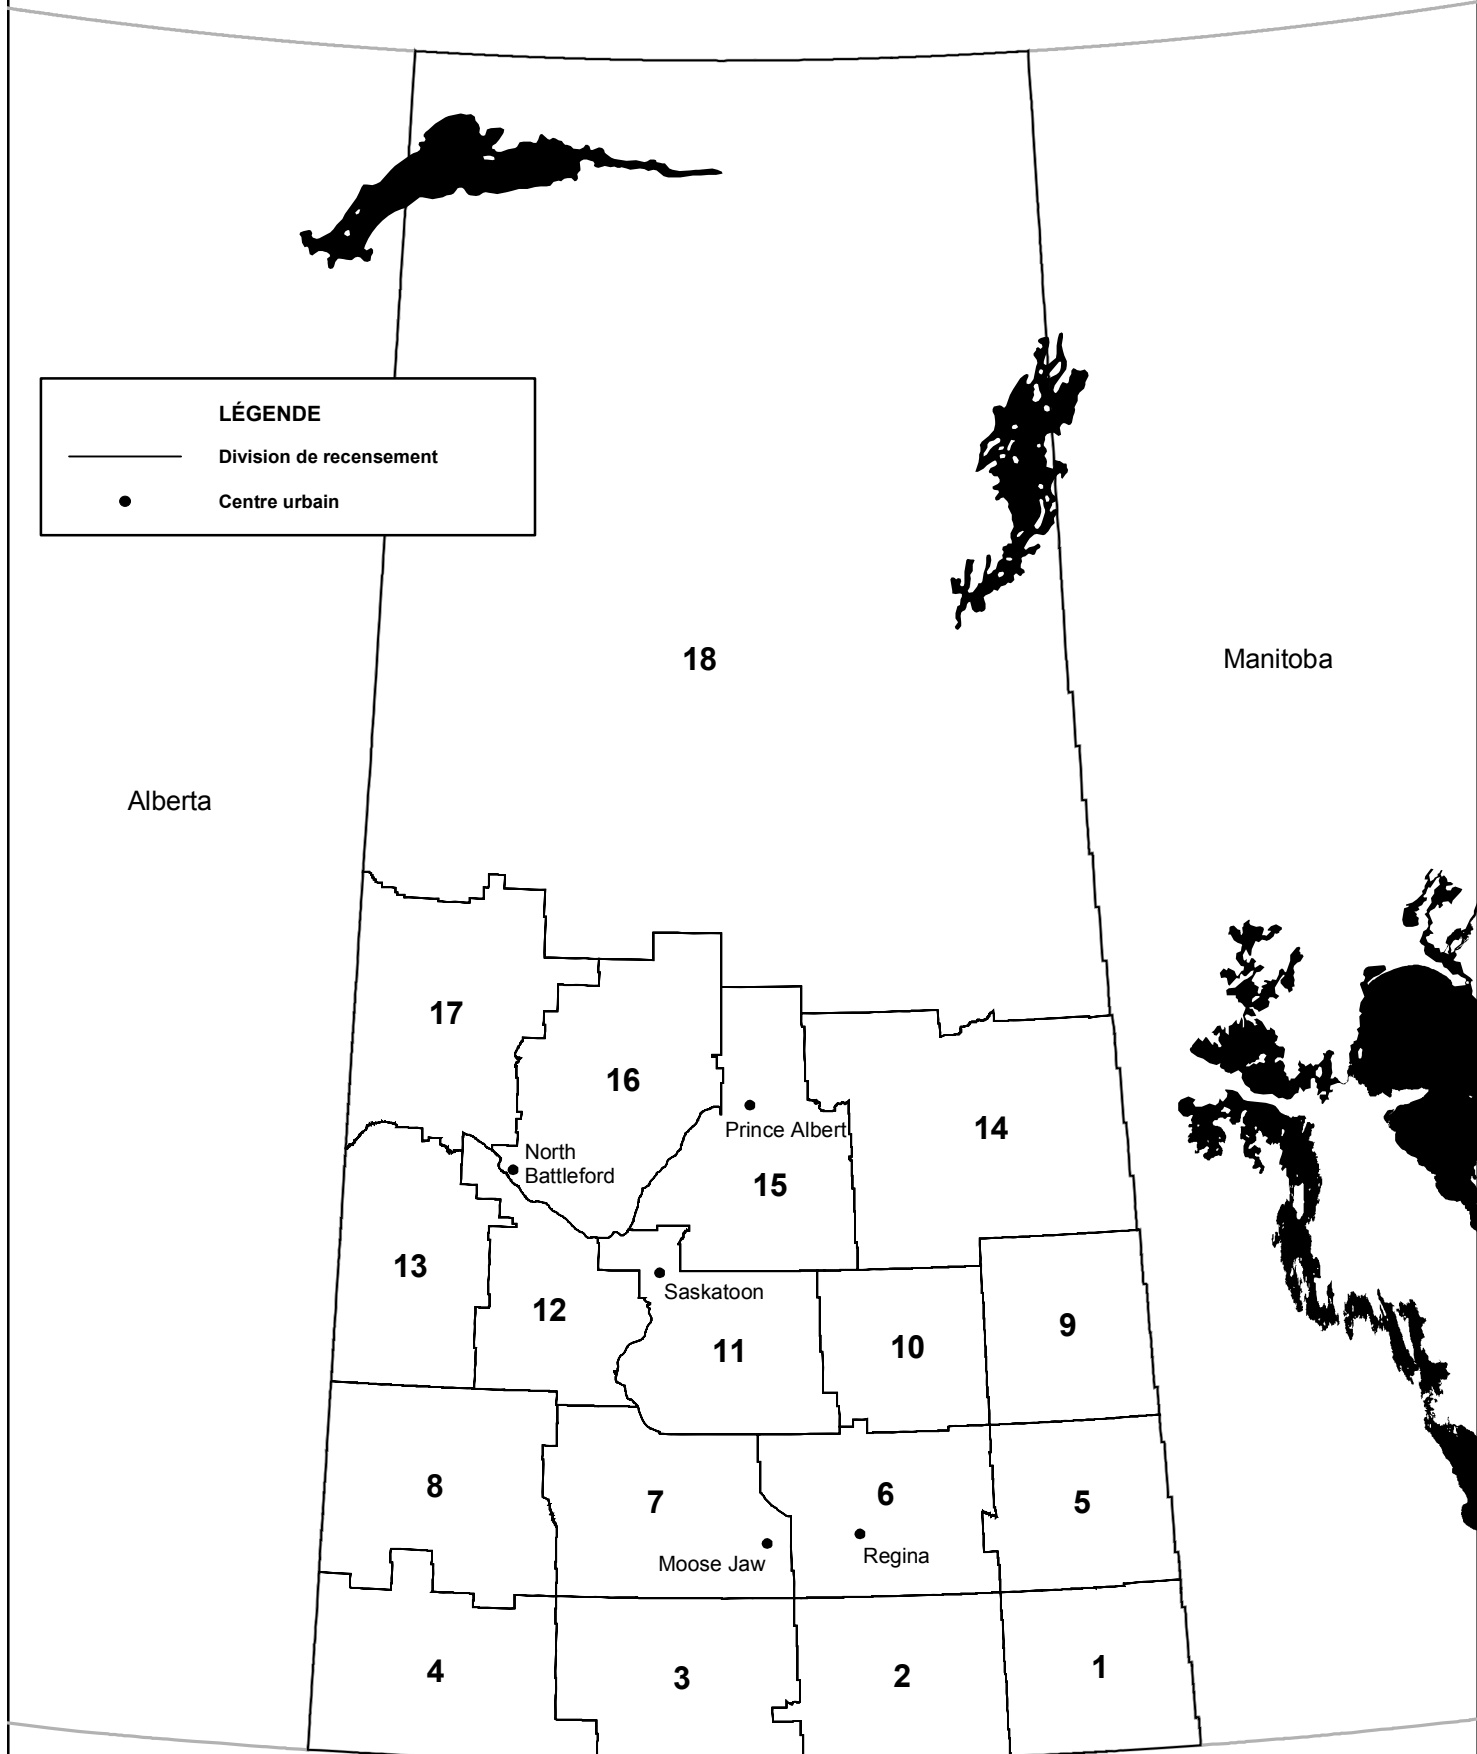 LÉGENDE
Division de recensement
Centre urbain
18
Manitoba
Alberta
17
16
Prince Albert
14
North
Battleford
15
13
Saskatoon
12
11
10
9
8
7
6
5
Moose Jaw
Regina
4
3
2
1